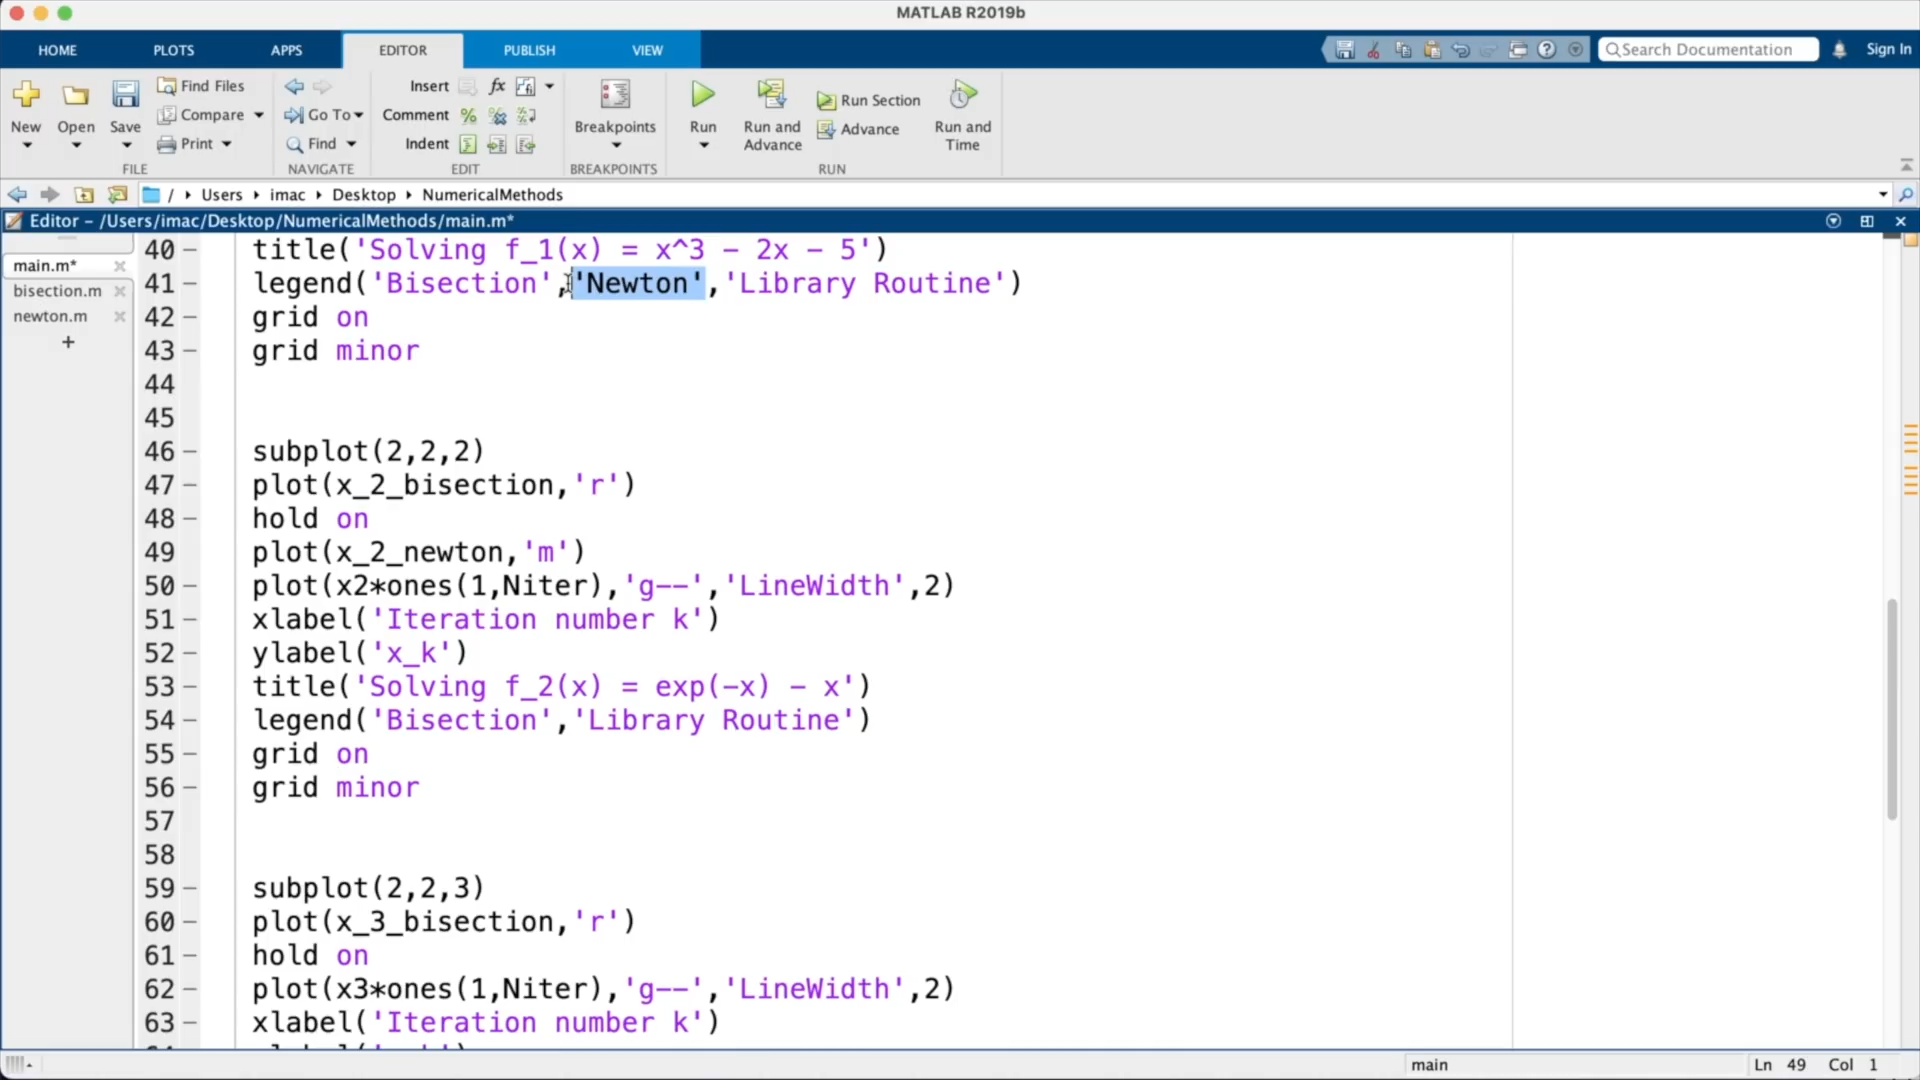 MATLAB R2019b
HOME PLOTS APPS EDITOR PUBLISH VIEW Search Documentation Sign In
New Open Save Find Files Compare Print
FILE
Go To Find
NAVIGATE
Insert fx Comment % Indent
EDIT
Breakpoints
BREAKPOINTS
Run Run and Advance Run Section Advance Run and Time
RUN
/ Users imac Desktop NumericalMethods
Editor - /Users/imac/Desktop/NumericalMethods/main.m*
main.m*
bisection.m
newton.m
+
40 - title('Solving f_1(x) = x^3 - 2x - 5')
41 - legend('Bisection','Newton','Library Routine')
42 - grid on
43 - grid minor
44
45
46 - subplot(2,2,2)
47 - plot(x_2_bisection,'r')
48 - hold on
49 - plot(x_2_newton,'m')
50 - plot(x2*ones(1,Niter),'g--','LineWidth',2)
51 - xlabel('Iteration number k')
52 - ylabel('x_k')
53 - title('Solving f_2(x) = exp(-x) - x')
54 - legend('Bisection','Library Routine')
55 - grid on
56 - grid minor
57
58
59 - subplot(2,2,3)
60 - plot(x_3_bisection,'r')
61 - hold on
62 - plot(x3*ones(1,Niter),'g--','LineWidth',2)
63 - xlabel('Iteration number k')
main Ln 49 Col 1